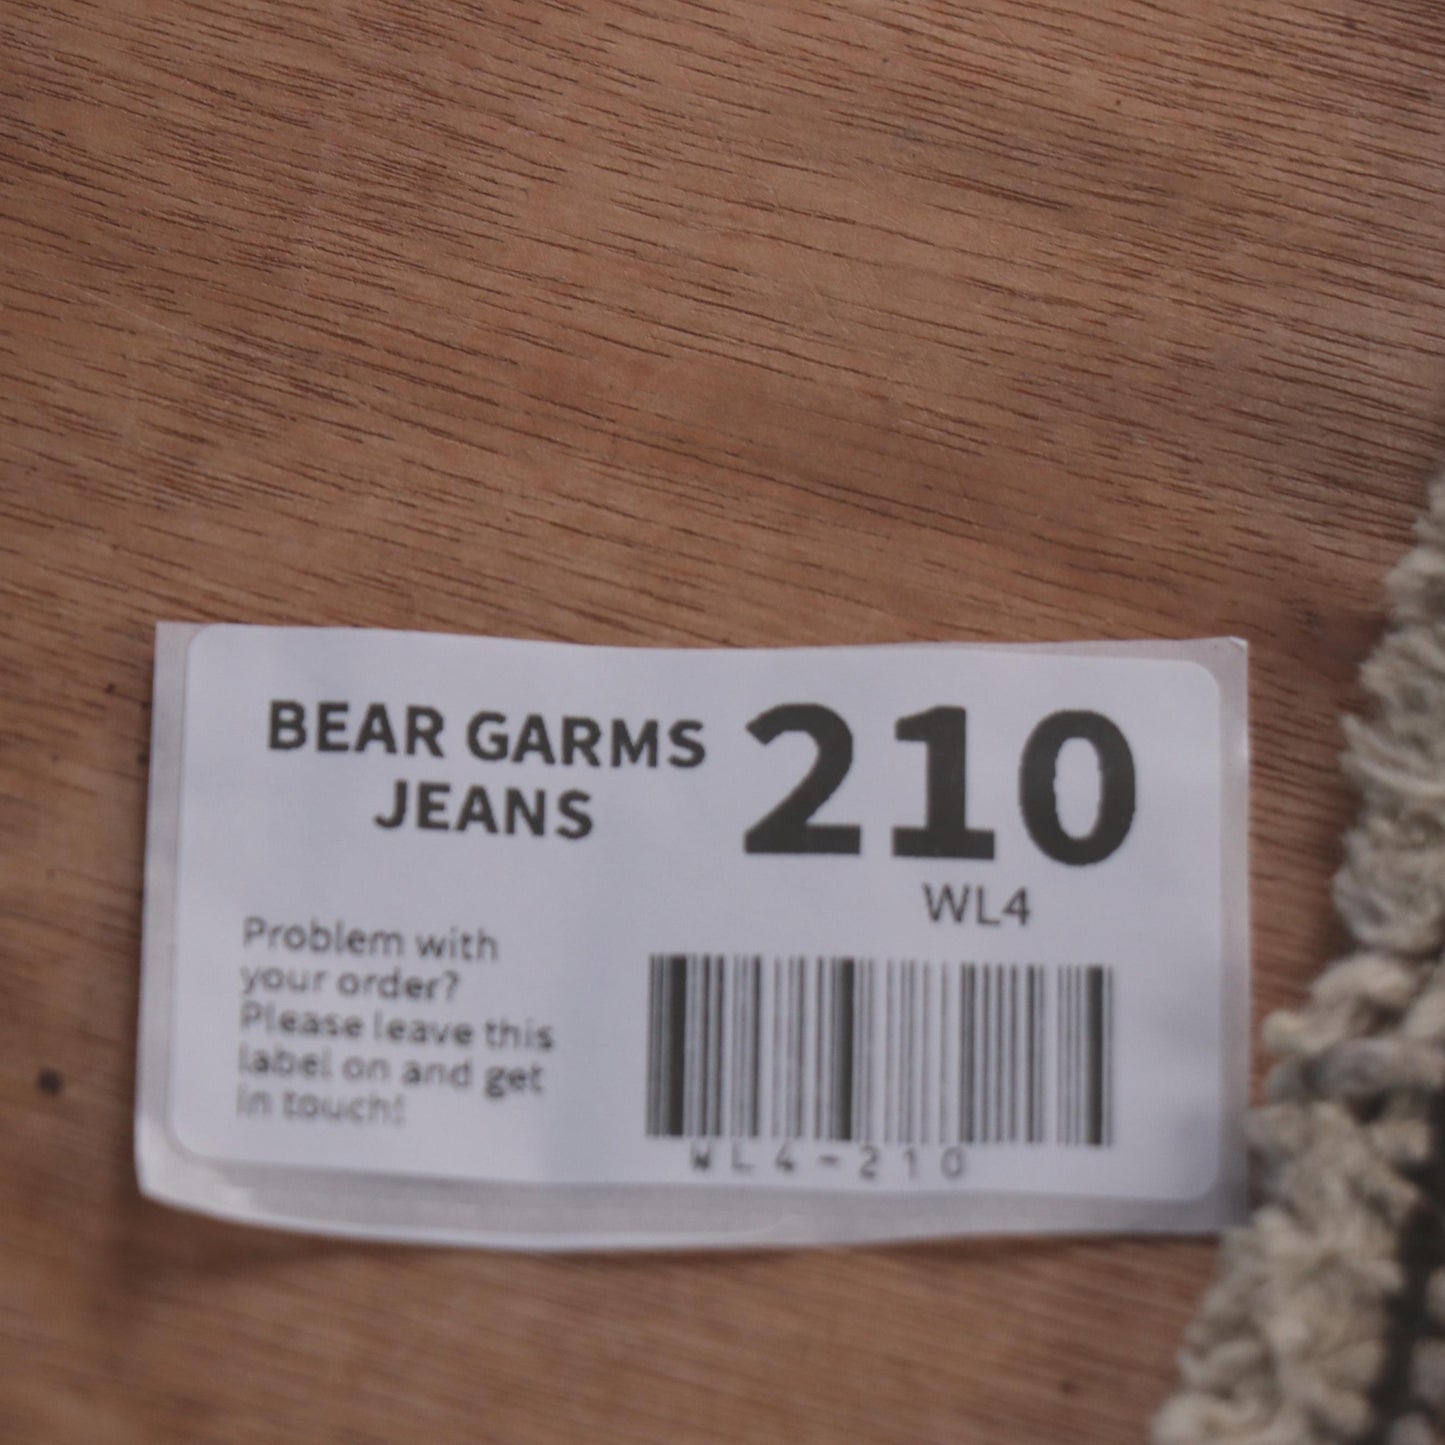 BEAR GARMS
JEANS
210
WL4
Problem with
your order?
Please leave this
label on and get
in touch!
WL4-210